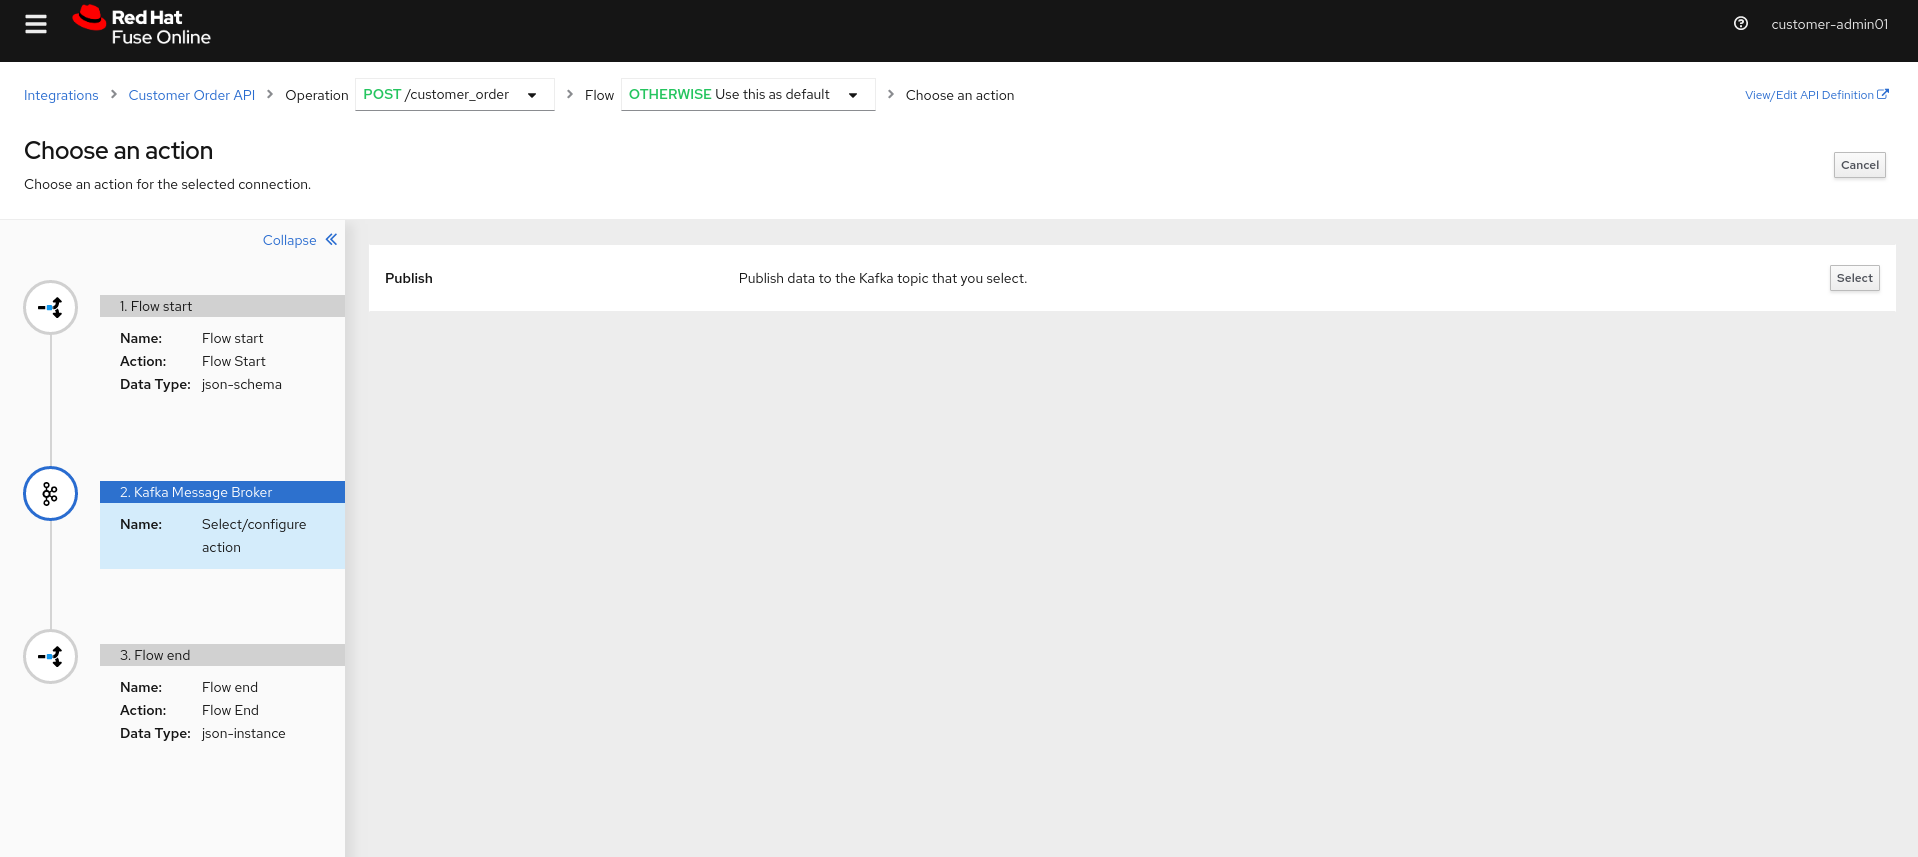 Red Hat
Fuse Online
customer-admin01
Integrations Customer Order API Operation POST /customer_order Flow OTHERWISE Use this as default Choose an action View/Edit API Definition
Choose an action
Cancel
Choose an action for the selected connection.
Collapse
Publish Publish data to the Kafka topic that you select. Select
1. Flow start
Name: Flow start
Action: Flow Start
Data Type: json-schema
2. Kafka Message Broker
Name: Select/configure
action
3. Flow end
Name: Flow end
Action: Flow End
Data Type: json-instance